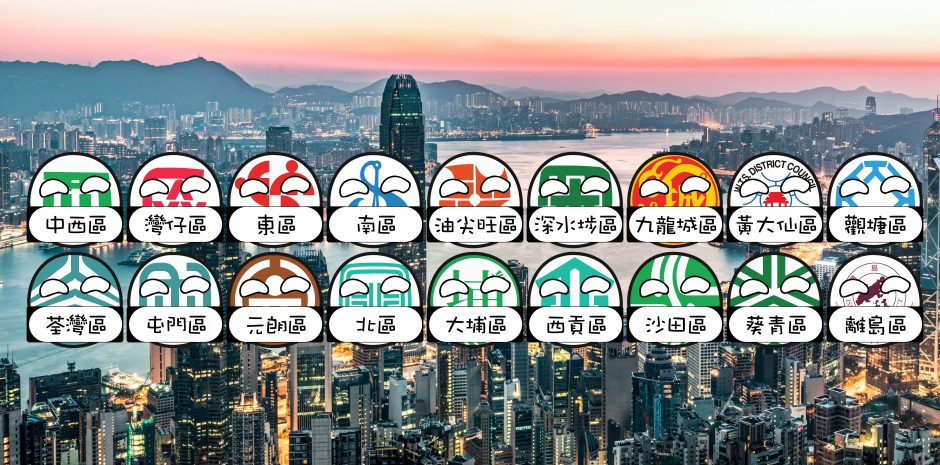 中西區
灣仔區
東區
南區
油尖旺區
深水埗區
九龍城區
W.T.S. DISTRICT COUNCIL
黃大仙區
觀塘區
荃灣區
屯門區
元朗區
北區
大埔區
西貢區
沙田區
葵青區
離島區